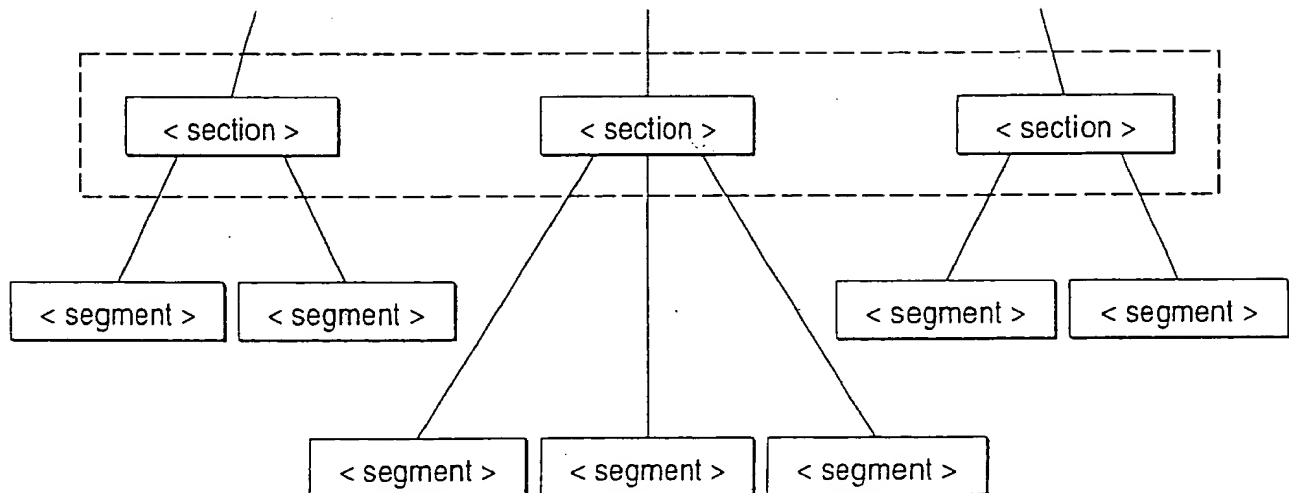 < section >
< section >
< section >
< segment >
< segment >
< segment >
< segment >
< segment >
< segment >
< segment >